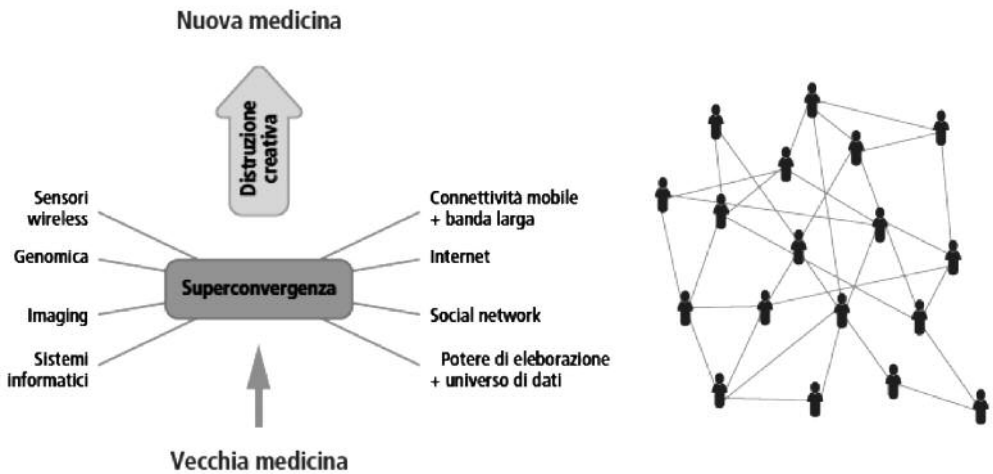 Nuova medicina
Distruzione
creativa
Sensori
wireless
Genomica
Imaging
Sistemi
informatici
Superconvergenza
Connettività mobile
+ banda larga
Internet
Social network
Potere di eleborazione
+ universo di dati
Vecchia medicina